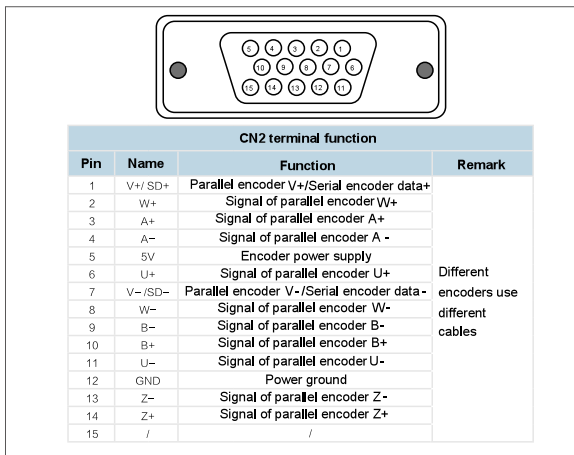 5 4 3 2 1
10 9 8 7 6
15 14 13 12 11
CN2 terminal function
Pin Name Function Remark
1 V+/ SD+ Parallel encoder V+/Serial encoder data+
2 W+ Signal of parallel encoder W+
3 A+ Signal of parallel encoder A+
4 A− Signal of parallel encoder A -
5 5V Encoder power supply
6 U+ Signal of parallel encoder U+
7 V−/SD− Parallel encoder V-/Serial encoder data-
8 W− Signal of parallel encoder W-
9 B− Signal of parallel encoder B-
10 B+ Signal of parallel encoder B+
11 U− Signal of parallel encoder U-
12 GND Power ground
13 Z− Signal of parallel encoder Z-
14 Z+ Signal of parallel encoder Z+
15 / /
Different
encoders use
different
cables